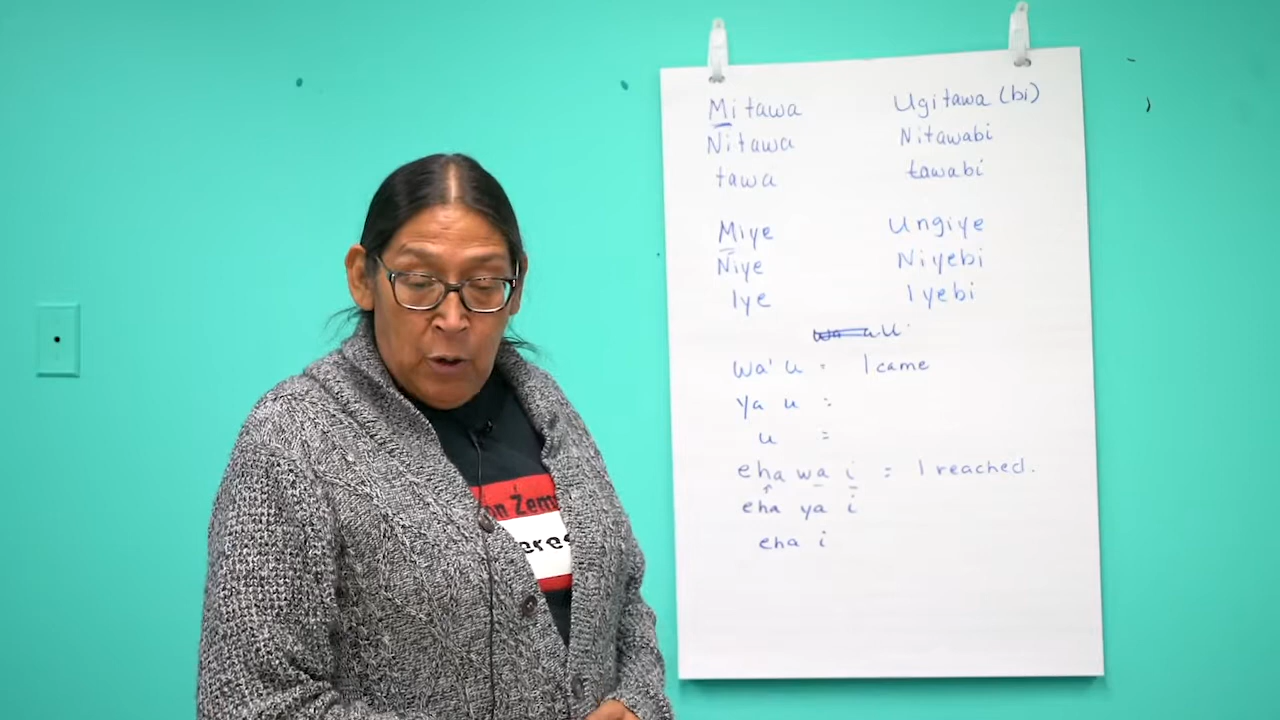 Mitawa Ugitawa (bi)
Nitawa Nitawabi
tawa tawabi
Miye Ungiye
Niye Niyebi
Iye Iyebi
wa' u = I came
ya u =
u =
eha wa i = I reached.
eha ya i
eha i